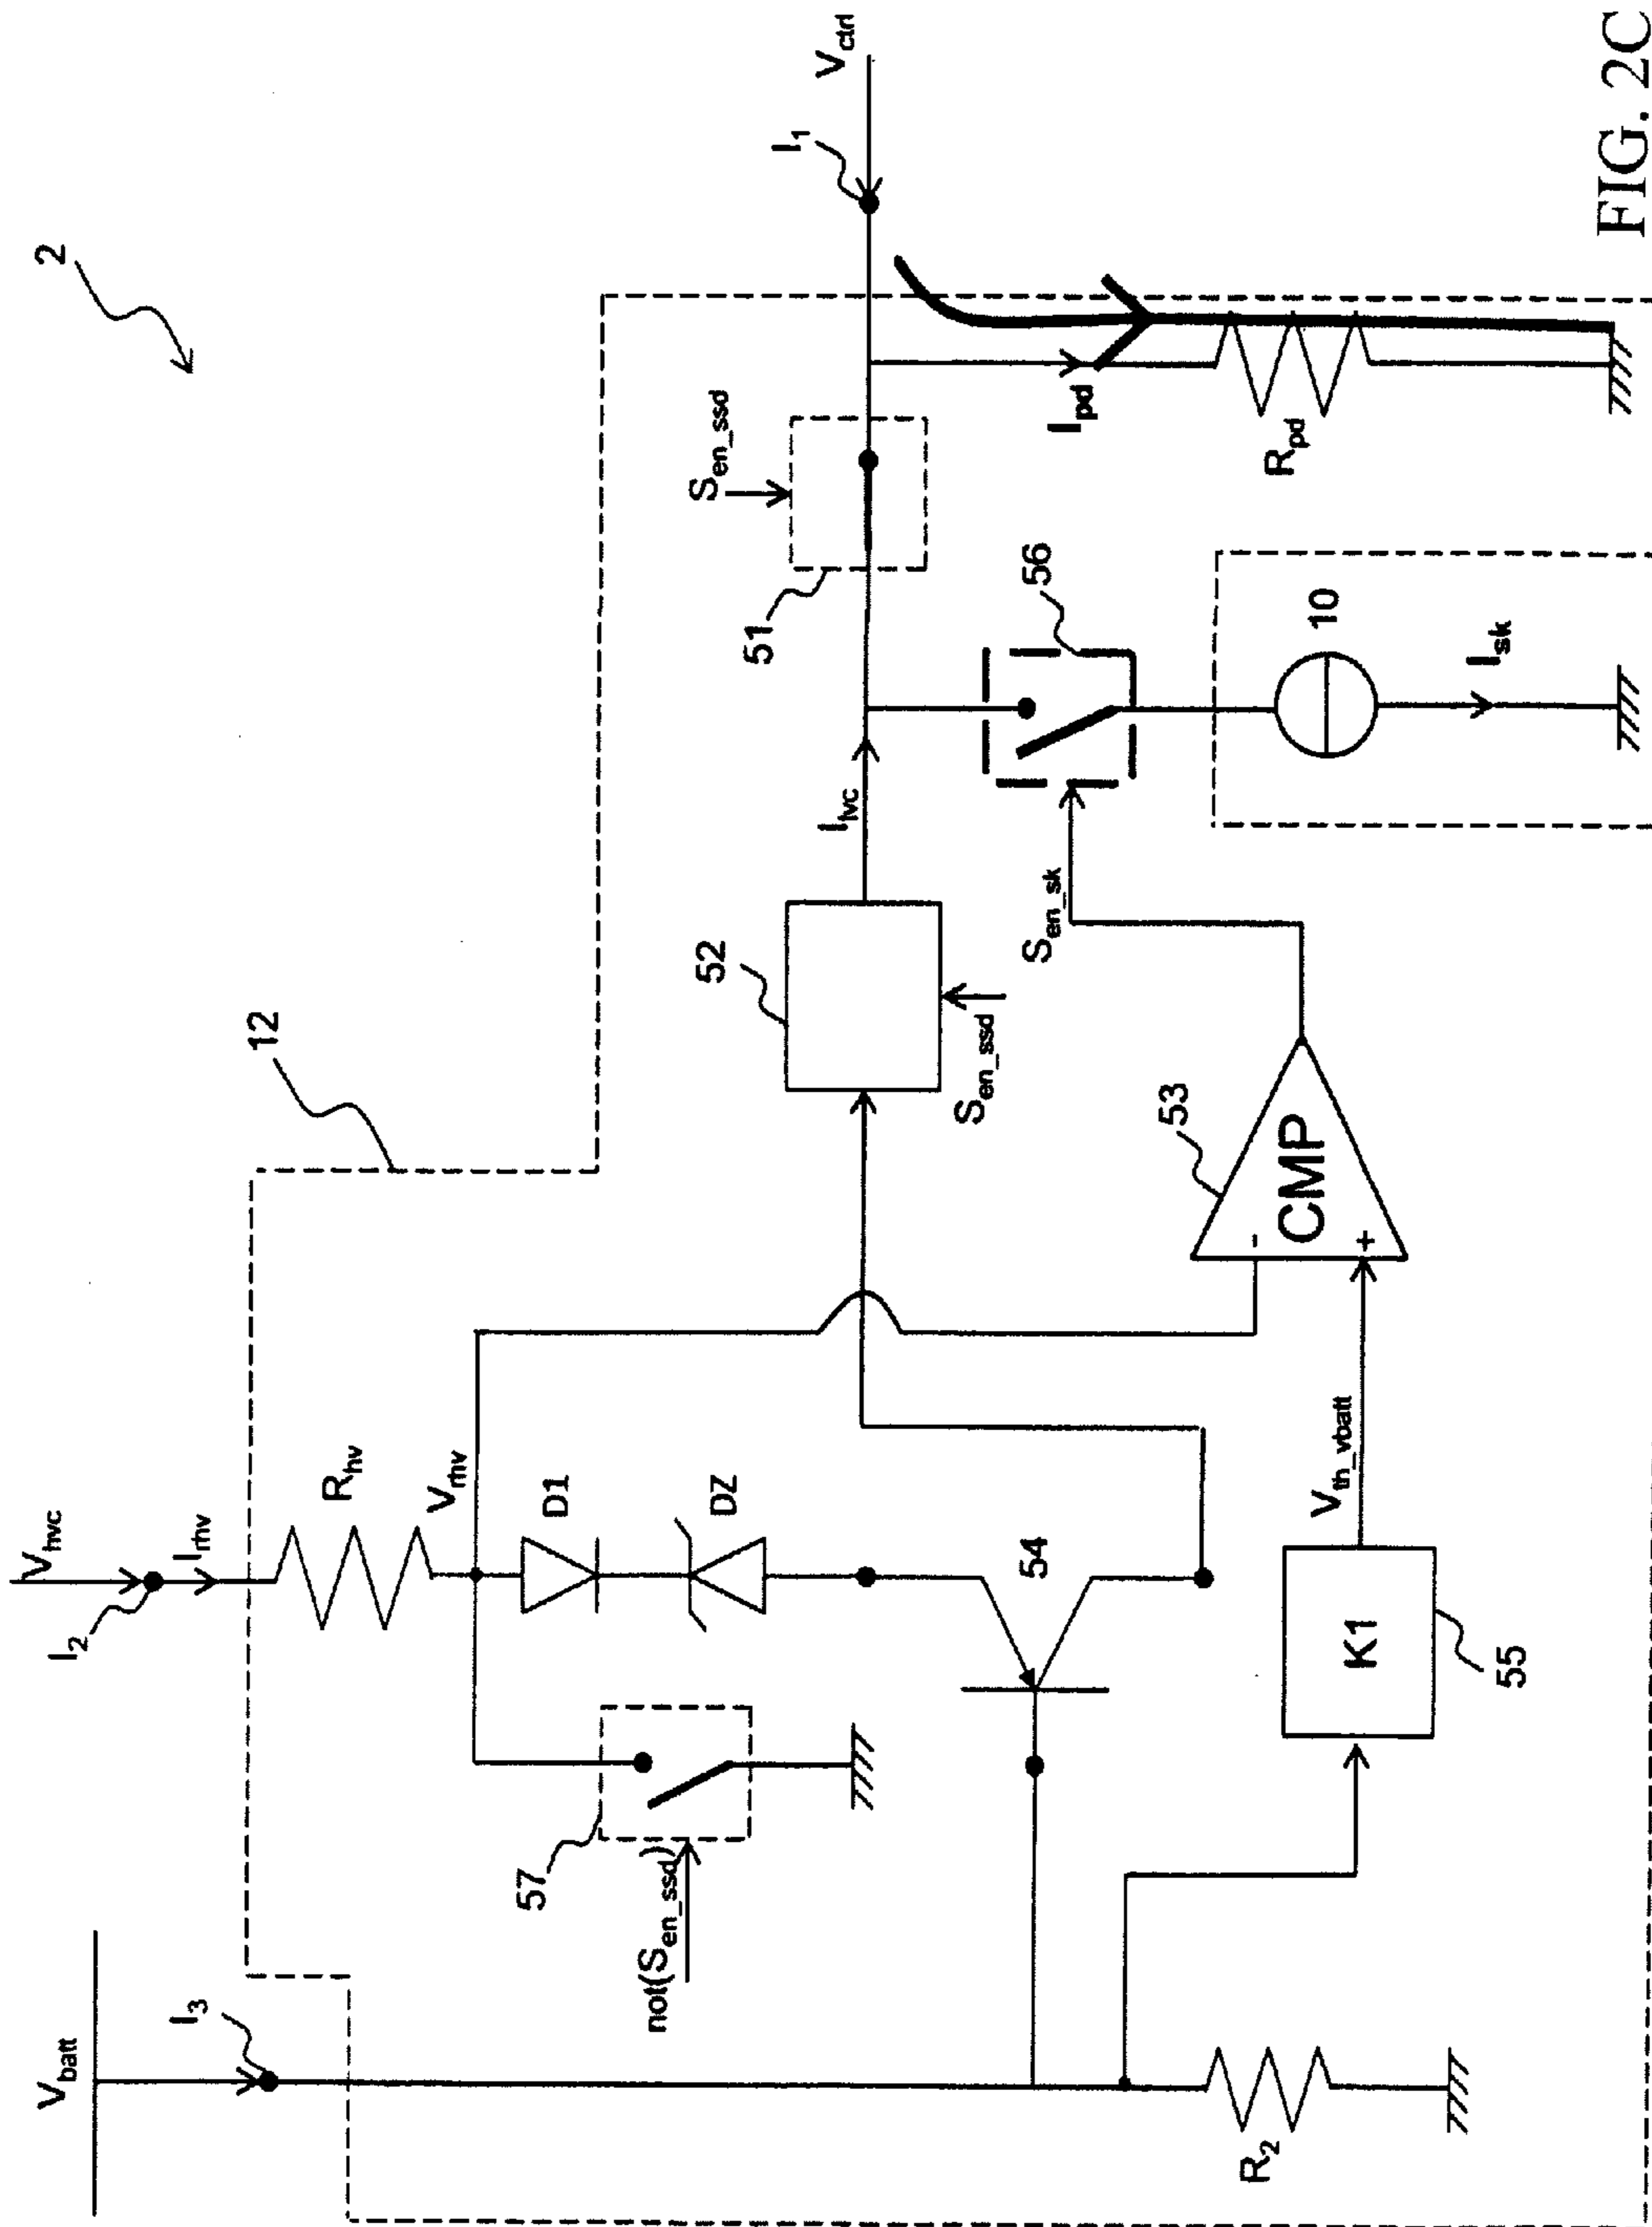 2
12
V_batt
I_3
V_hvc
I_2
I_rhv
R_hv
V_rhv
D1
DZ
57
not(S_en_ssd)
54
52
S_en_ssd
I_lvc
51
S_en_ssd
I_1
V_ctrl
I_pd
R_pd
56
S_en_sk
10
I_sk
53
CMP
-
+
V_th_vbatt
K1
55
R_2
FIG. 2C